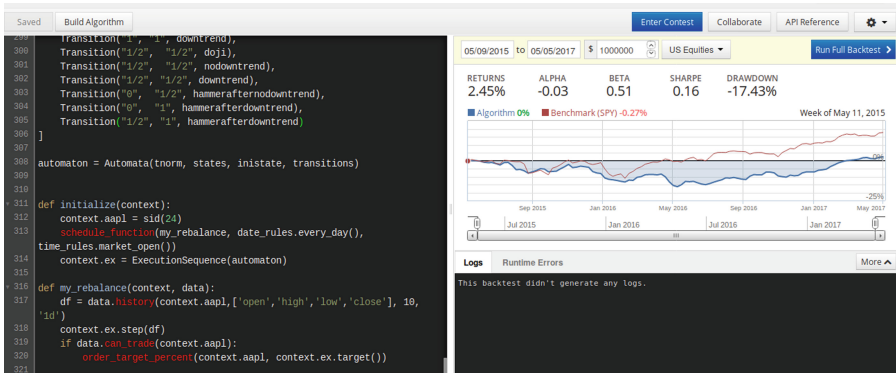 Saved Build Algorithm Enter Contest Collaborate API Reference
299 Transition("1", "1", downtrend),
300 Transition("1/2", "1/2", doji),
301 Transition("1/2", "1/2", nodowntrend),
302 Transition("1/2", "1/2", downtrend),
303 Transition("0", "1/2", hammerafternodowntrend),
304 Transition("0", "1", hammerafterdowntrend),
305 Transition("1/2", "1", hammerafterdowntrend)
306 ]
307
308 automaton = Automata(tnorm, states, inistate, transitions)
309
310
311 def initialize(context):
312 context.aapl = sid(24)
313 schedule_function(my_rebalance, date_rules.every_day(),
time_rules.market_open())
314 context.ex = ExecutionSequence(automaton)
315
316 def my_rebalance(context, data):
317 df = data.history(context.aapl,['open','high','low','close'], 10,
'1d')
318 context.ex.step(df)
319 if data.can_trade(context.aapl):
320 order_target_percent(context.aapl, context.ex.target())
321
05/09/2015 to 05/05/2017 $ 1000000 US Equities Run Full Backtest
RETURNS ALPHA BETA SHARPE DRAWDOWN
2.45% -0.03 0.51 0.16 -17.43%
Algorithm 0% Benchmark (SPY) -0.27% Week of May 11, 2015
0%
-25%
Sep 2015 Jan 2016 May 2016 Sep 2016 Jan 2017 May 2017
Jul 2015 Jan 2016 Jul 2016 Jan 2017
Logs Runtime Errors More
This backtest didn't generate any logs.